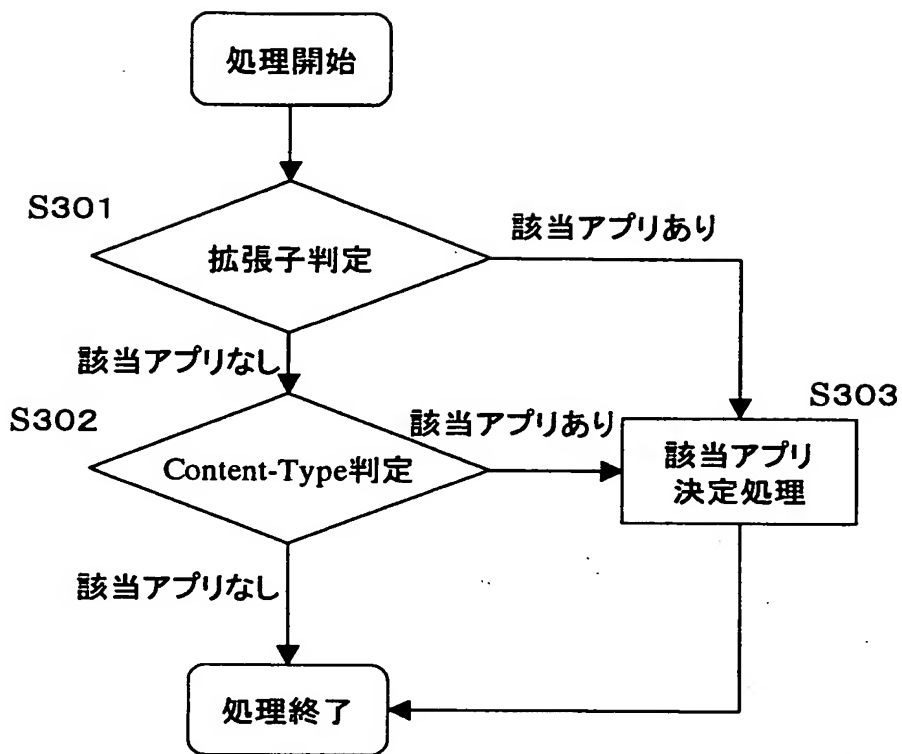 処理開始
S301
該当アプリあり
拡張子判定
該当アプリなし
S303
S302
該当アプリあり
該当アプリ
決定処理
Content-Type判定
該当アプリなし
処理終了